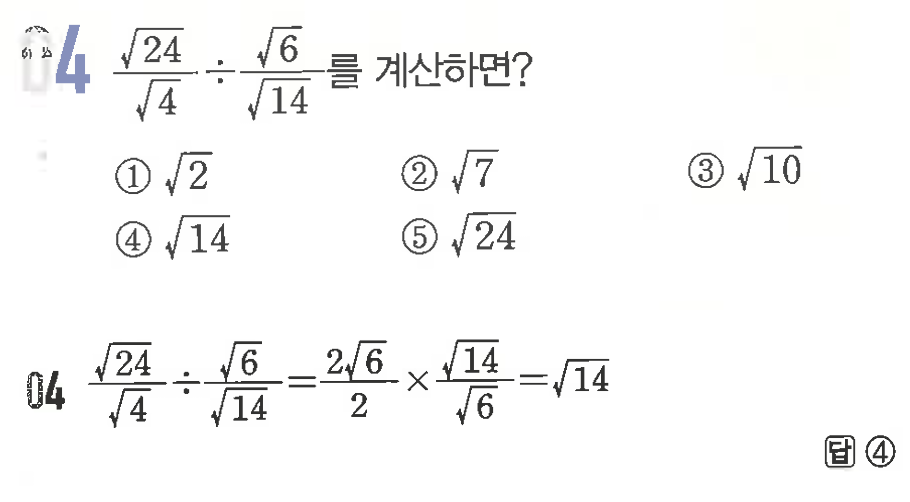 04 √24/√4 ÷ √6/√14 를 계산하면?
① √2 ② √7 ③ √10
④ √14 ⑤ √24
04 √24/√4 ÷ √6/√14 = 2√6/2 × √14/√6 = √14
답 ④